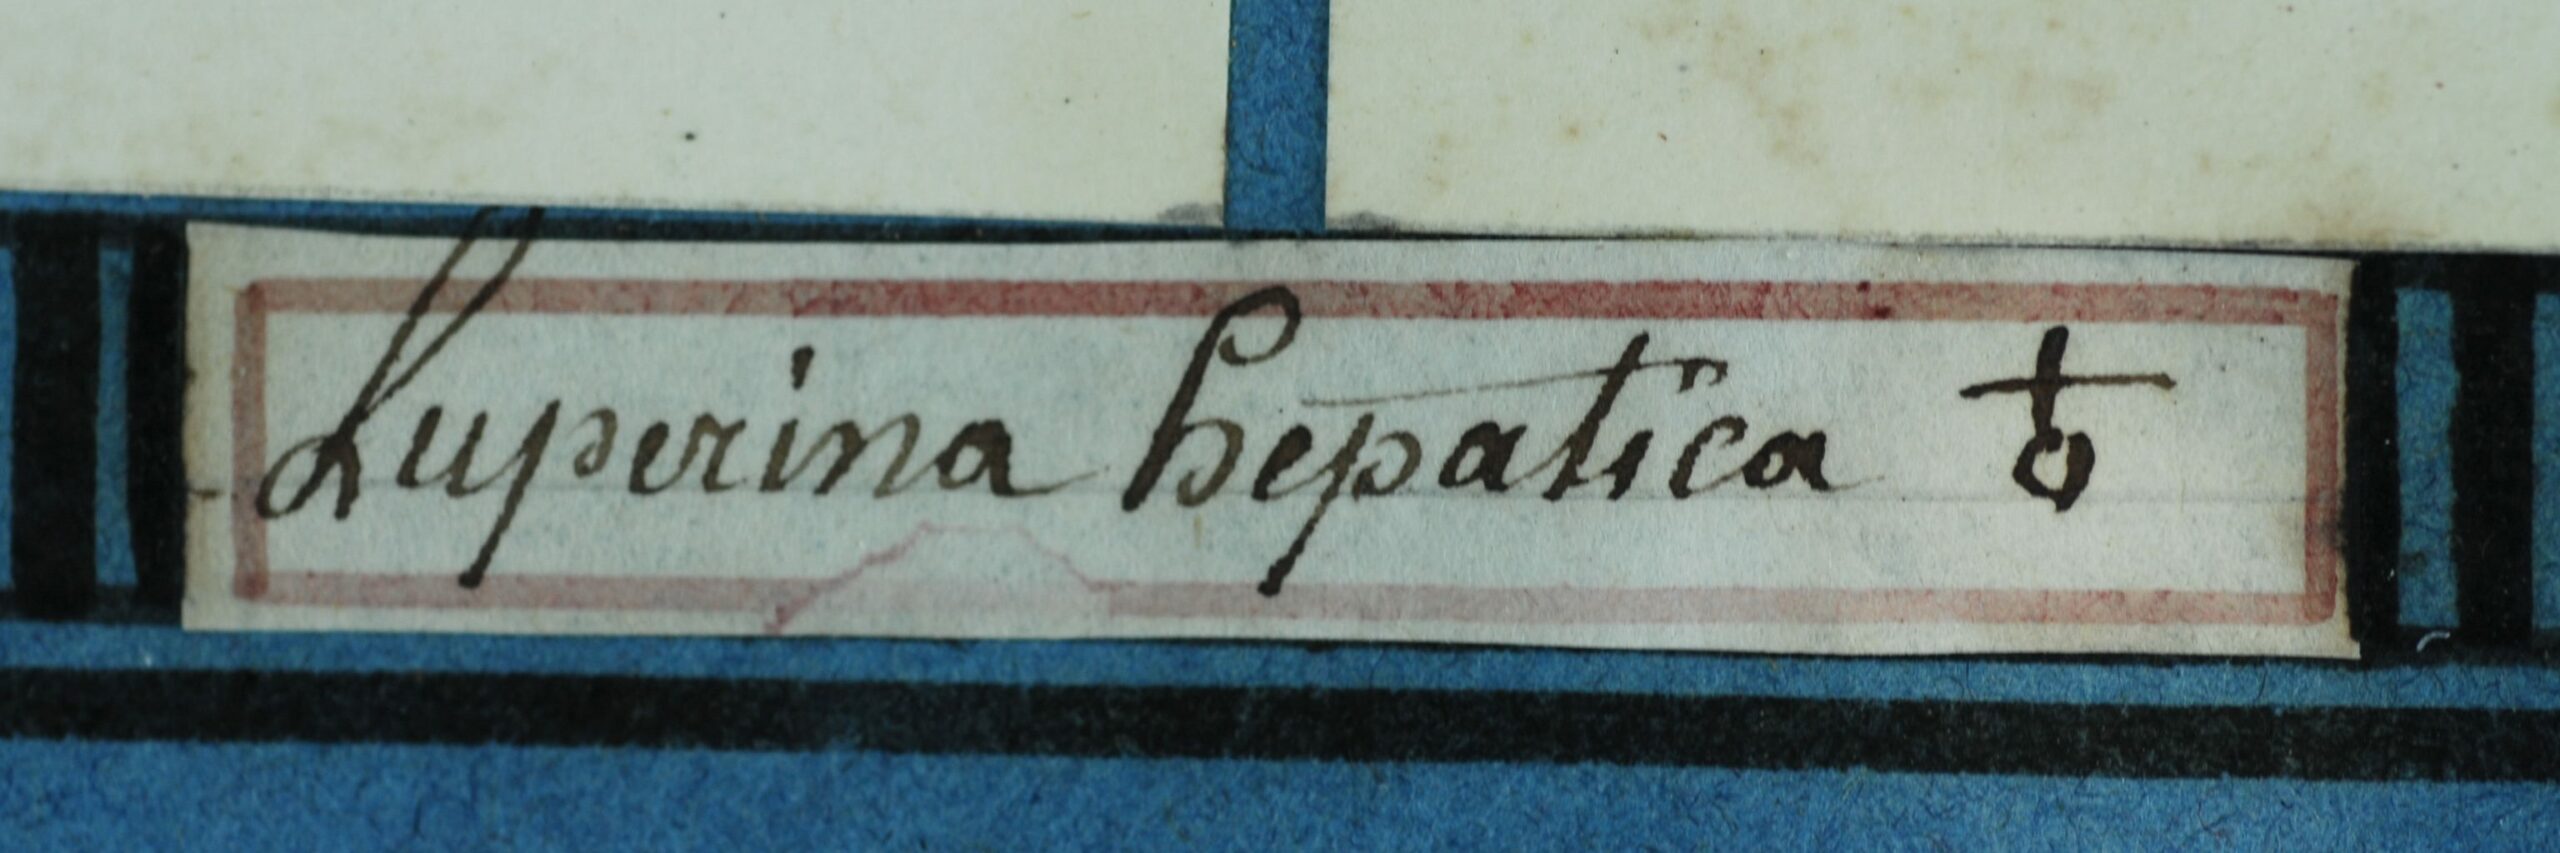 Luperina hepatica ♁